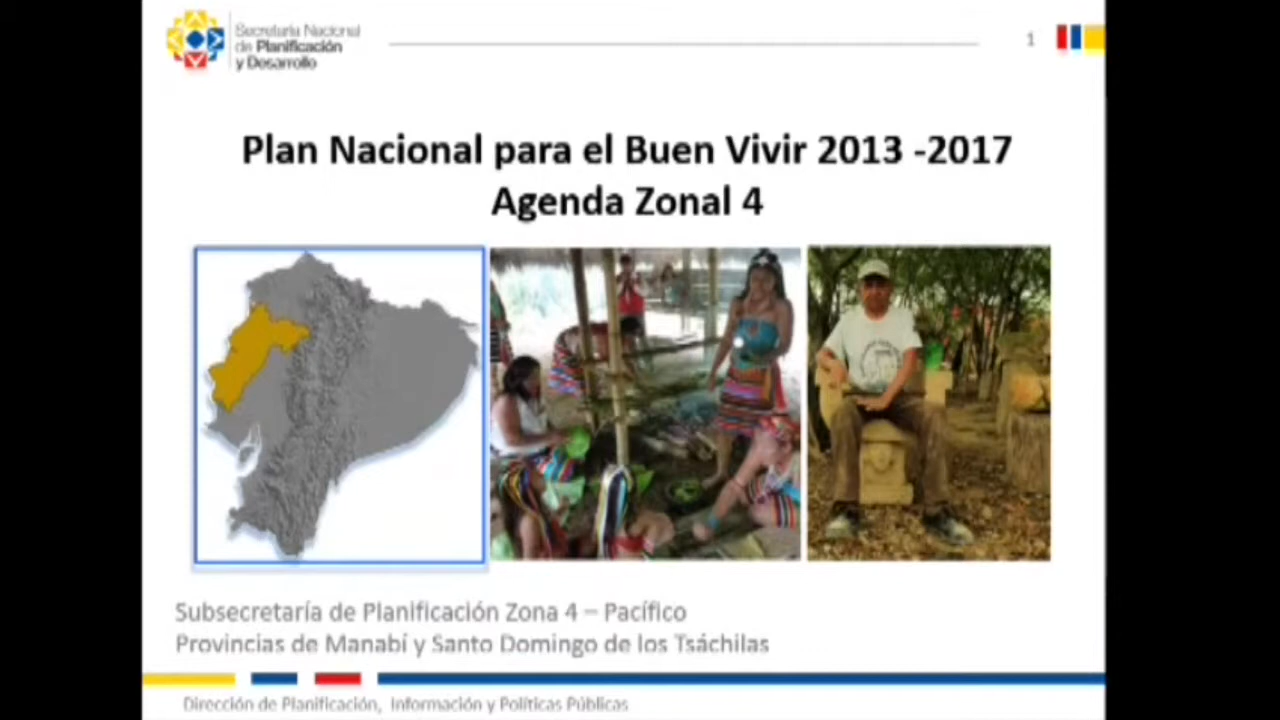 Secretaría Nacional
de Planificación
y Desarrollo
1
Plan Nacional para el Buen Vivir 2013 -2017
Agenda Zonal 4
Subsecretaría de Planificación Zona 4 – Pacífico
Provincias de Manabí y Santo Domingo de los Tsáchilas
Dirección de Planificación, Información y Políticas Públicas